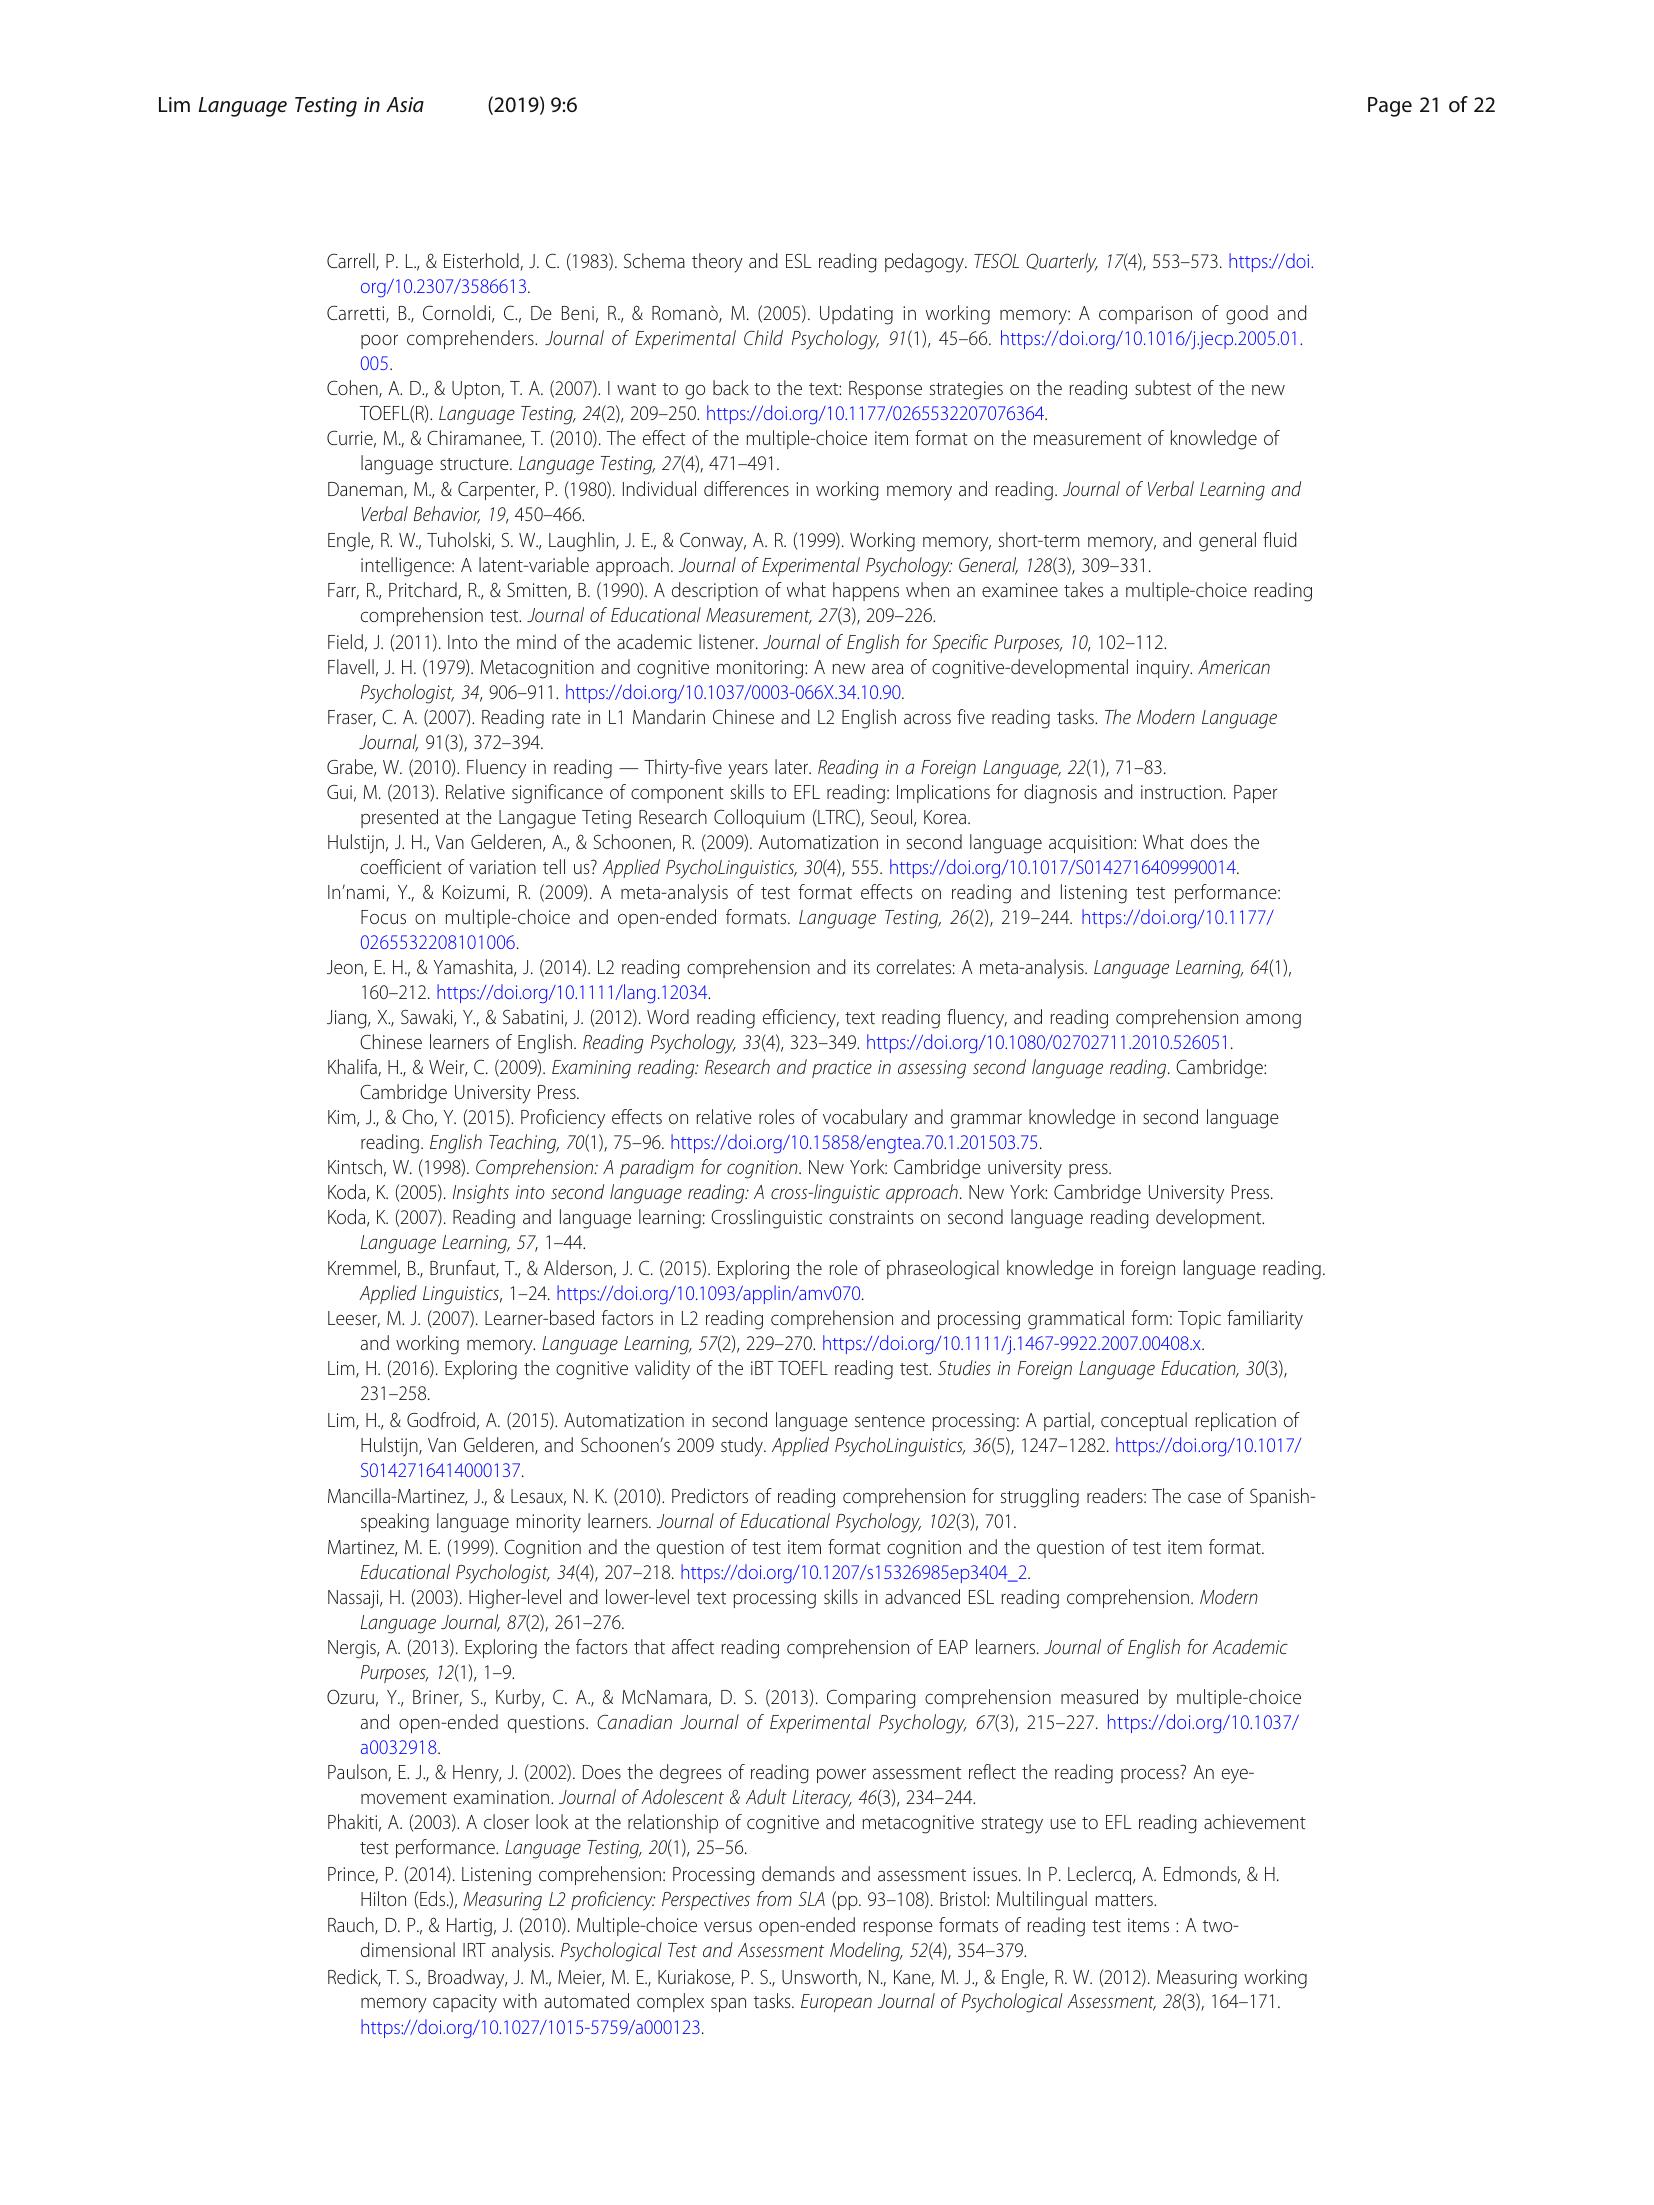 Lim Language Testing in Asia (2019) 9:6 Page 21 of 22
Carrell, P. L., & Eisterhold, J. C. (1983). Schema theory and ESL reading pedagogy. TESOL Quarterly, 17(4), 553–573. https://doi.
org/10.2307/3586613.
Carretti, B., Cornoldi, C., De Beni, R., & Romanò, M. (2005). Updating in working memory: A comparison of good and
poor comprehenders. Journal of Experimental Child Psychology, 91(1), 45–66. https://doi.org/10.1016/j.jecp.2005.01.
005.
Cohen, A. D., & Upton, T. A. (2007). I want to go back to the text: Response strategies on the reading subtest of the new
TOEFL(R). Language Testing, 24(2), 209–250. https://doi.org/10.1177/0265532207076364.
Currie, M., & Chiramanee, T. (2010). The effect of the multiple-choice item format on the measurement of knowledge of
language structure. Language Testing, 27(4), 471–491.
Daneman, M., & Carpenter, P. (1980). Individual differences in working memory and reading. Journal of Verbal Learning and
Verbal Behavior, 19, 450–466.
Engle, R. W., Tuholski, S. W., Laughlin, J. E., & Conway, A. R. (1999). Working memory, short-term memory, and general fluid
intelligence: A latent-variable approach. Journal of Experimental Psychology: General, 128(3), 309–331.
Farr, R., Pritchard, R., & Smitten, B. (1990). A description of what happens when an examinee takes a multiple-choice reading
comprehension test. Journal of Educational Measurement, 27(3), 209–226.
Field, J. (2011). Into the mind of the academic listener. Journal of English for Specific Purposes, 10, 102–112.
Flavell, J. H. (1979). Metacognition and cognitive monitoring: A new area of cognitive-developmental inquiry. American
Psychologist, 34, 906–911. https://doi.org/10.1037/0003-066X.34.10.90.
Fraser, C. A. (2007). Reading rate in L1 Mandarin Chinese and L2 English across five reading tasks. The Modern Language
Journal, 91(3), 372–394.
Grabe, W. (2010). Fluency in reading — Thirty-five years later. Reading in a Foreign Language, 22(1), 71–83.
Gui, M. (2013). Relative significance of component skills to EFL reading: Implications for diagnosis and instruction. Paper
presented at the Langague Teting Research Colloquium (LTRC), Seoul, Korea.
Hulstijn, J. H., Van Gelderen, A., & Schoonen, R. (2009). Automatization in second language acquisition: What does the
coefficient of variation tell us? Applied PsychoLinguistics, 30(4), 555. https://doi.org/10.1017/S0142716409990014.
In’nami, Y., & Koizumi, R. (2009). A meta-analysis of test format effects on reading and listening test performance:
Focus on multiple-choice and open-ended formats. Language Testing, 26(2), 219–244. https://doi.org/10.1177/
0265532208101006.
Jeon, E. H., & Yamashita, J. (2014). L2 reading comprehension and its correlates: A meta-analysis. Language Learning, 64(1),
160–212. https://doi.org/10.1111/lang.12034.
Jiang, X., Sawaki, Y., & Sabatini, J. (2012). Word reading efficiency, text reading fluency, and reading comprehension among
Chinese learners of English. Reading Psychology, 33(4), 323–349. https://doi.org/10.1080/02702711.2010.526051.
Khalifa, H., & Weir, C. (2009). Examining reading: Research and practice in assessing second language reading. Cambridge:
Cambridge University Press.
Kim, J., & Cho, Y. (2015). Proficiency effects on relative roles of vocabulary and grammar knowledge in second language
reading. English Teaching, 70(1), 75–96. https://doi.org/10.15858/engtea.70.1.201503.75.
Kintsch, W. (1998). Comprehension: A paradigm for cognition. New York: Cambridge university press.
Koda, K. (2005). Insights into second language reading: A cross-linguistic approach. New York: Cambridge University Press.
Koda, K. (2007). Reading and language learning: Crosslinguistic constraints on second language reading development.
Language Learning, 57, 1–44.
Kremmel, B., Brunfaut, T., & Alderson, J. C. (2015). Exploring the role of phraseological knowledge in foreign language reading.
Applied Linguistics, 1–24. https://doi.org/10.1093/applin/amv070.
Leeser, M. J. (2007). Learner-based factors in L2 reading comprehension and processing grammatical form: Topic familiarity
and working memory. Language Learning, 57(2), 229–270. https://doi.org/10.1111/j.1467-9922.2007.00408.x.
Lim, H. (2016). Exploring the cognitive validity of the iBT TOEFL reading test. Studies in Foreign Language Education, 30(3),
231–258.
Lim, H., & Godfroid, A. (2015). Automatization in second language sentence processing: A partial, conceptual replication of
Hulstijn, Van Gelderen, and Schoonen’s 2009 study. Applied PsychoLinguistics, 36(5), 1247–1282. https://doi.org/10.1017/
S0142716414000137.
Mancilla-Martinez, J., & Lesaux, N. K. (2010). Predictors of reading comprehension for struggling readers: The case of Spanish-
speaking language minority learners. Journal of Educational Psychology, 102(3), 701.
Martinez, M. E. (1999). Cognition and the question of test item format cognition and the question of test item format.
Educational Psychologist, 34(4), 207–218. https://doi.org/10.1207/s15326985ep3404_2.
Nassaji, H. (2003). Higher-level and lower-level text processing skills in advanced ESL reading comprehension. Modern
Language Journal, 87(2), 261–276.
Nergis, A. (2013). Exploring the factors that affect reading comprehension of EAP learners. Journal of English for Academic
Purposes, 12(1), 1–9.
Ozuru, Y., Briner, S., Kurby, C. A., & McNamara, D. S. (2013). Comparing comprehension measured by multiple-choice
and open-ended questions. Canadian Journal of Experimental Psychology, 67(3), 215–227. https://doi.org/10.1037/
a0032918.
Paulson, E. J., & Henry, J. (2002). Does the degrees of reading power assessment reflect the reading process? An eye-
movement examination. Journal of Adolescent & Adult Literacy, 46(3), 234–244.
Phakiti, A. (2003). A closer look at the relationship of cognitive and metacognitive strategy use to EFL reading achievement
test performance. Language Testing, 20(1), 25–56.
Prince, P. (2014). Listening comprehension: Processing demands and assessment issues. In P. Leclercq, A. Edmonds, & H.
Hilton (Eds.), Measuring L2 proficiency: Perspectives from SLA (pp. 93–108). Bristol: Multilingual matters.
Rauch, D. P., & Hartig, J. (2010). Multiple-choice versus open-ended response formats of reading test items : A two-
dimensional IRT analysis. Psychological Test and Assessment Modeling, 52(4), 354–379.
Redick, T. S., Broadway, J. M., Meier, M. E., Kuriakose, P. S., Unsworth, N., Kane, M. J., & Engle, R. W. (2012). Measuring working
memory capacity with automated complex span tasks. European Journal of Psychological Assessment, 28(3), 164–171.
https://doi.org/10.1027/1015-5759/a000123.